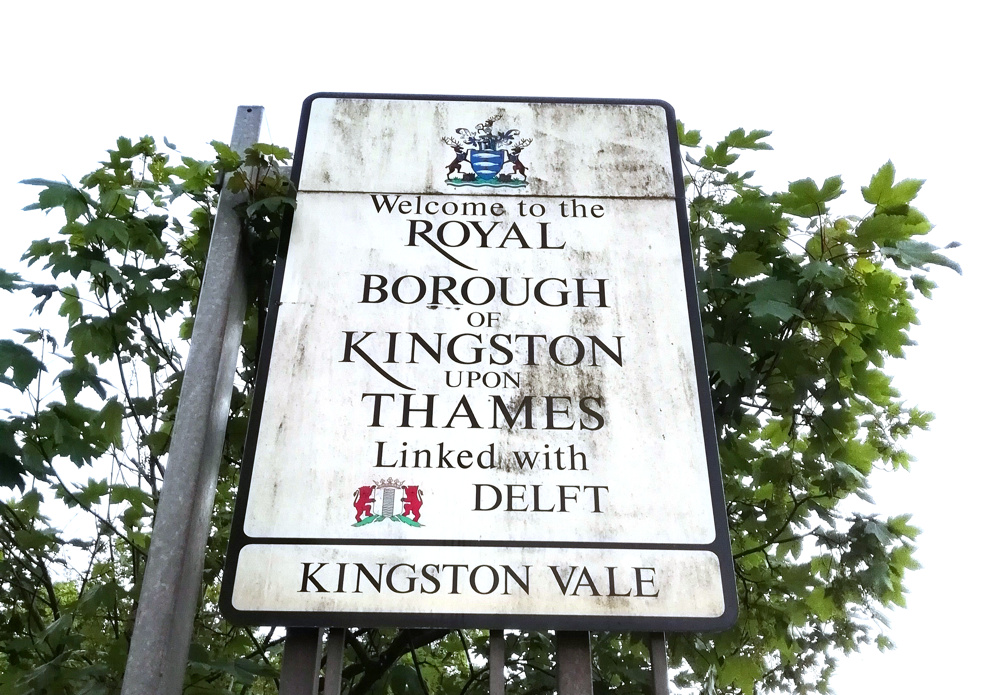 Welcome to the
ROYAL
BOROUGH
OF
KINGSTON
UPON
THAMES
Linked with
DELFT
KINGSTON VALE